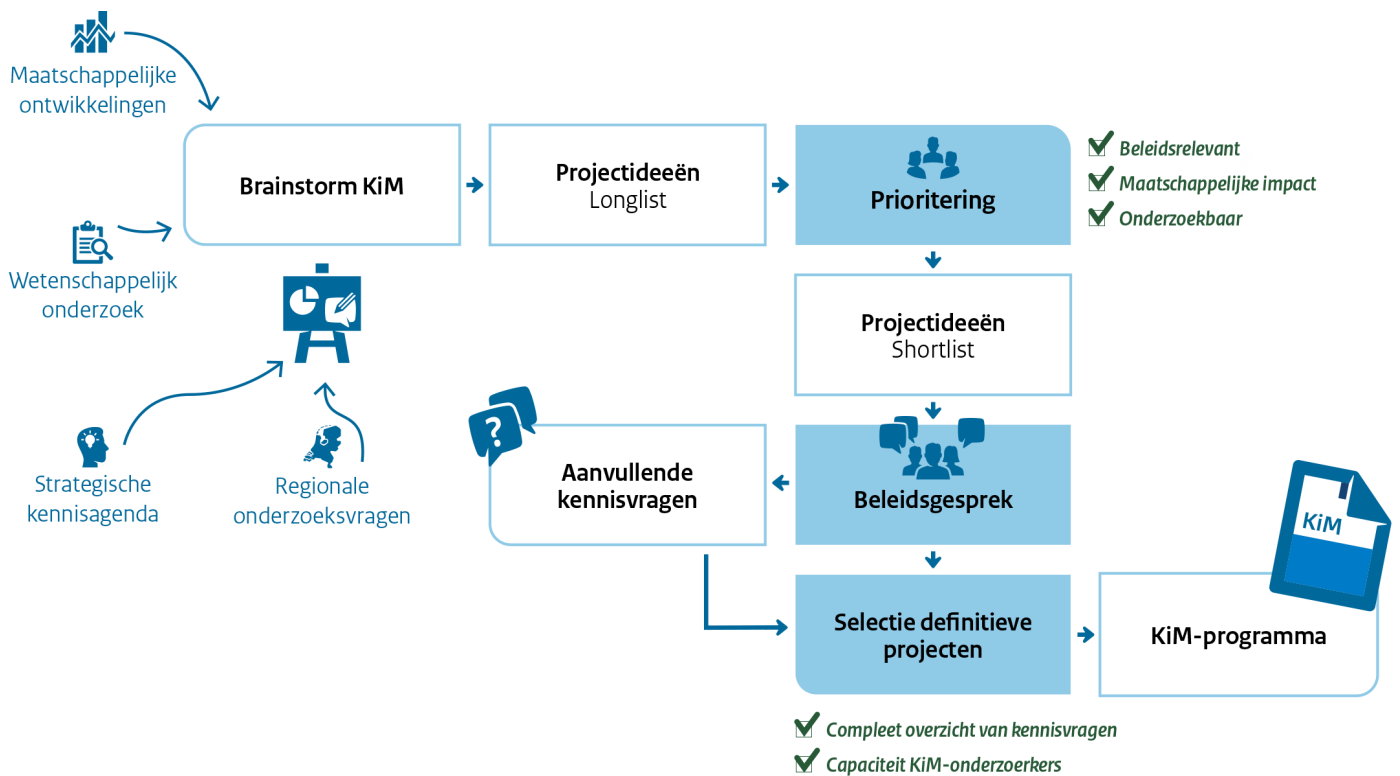 Maatschappelijke
ontwikkelingen
Brainstorm KiM
Projectideeën
Longlist
Prioritering
Beleidsrelevant
Maatschappelijke impact
Onderzoekbaar
Wetenschappelijk
onderzoek
Projectideeën
Shortlist
Strategische
kennisagenda
Regionale
onderzoeksvragen
?
Aanvullende
kennisvragen
Beleidsgesprek
KiM
Selectie definitieve
projecten
KiM-programma
Compleet overzicht van kennisvragen
Capaciteit KiM-onderzoerkers